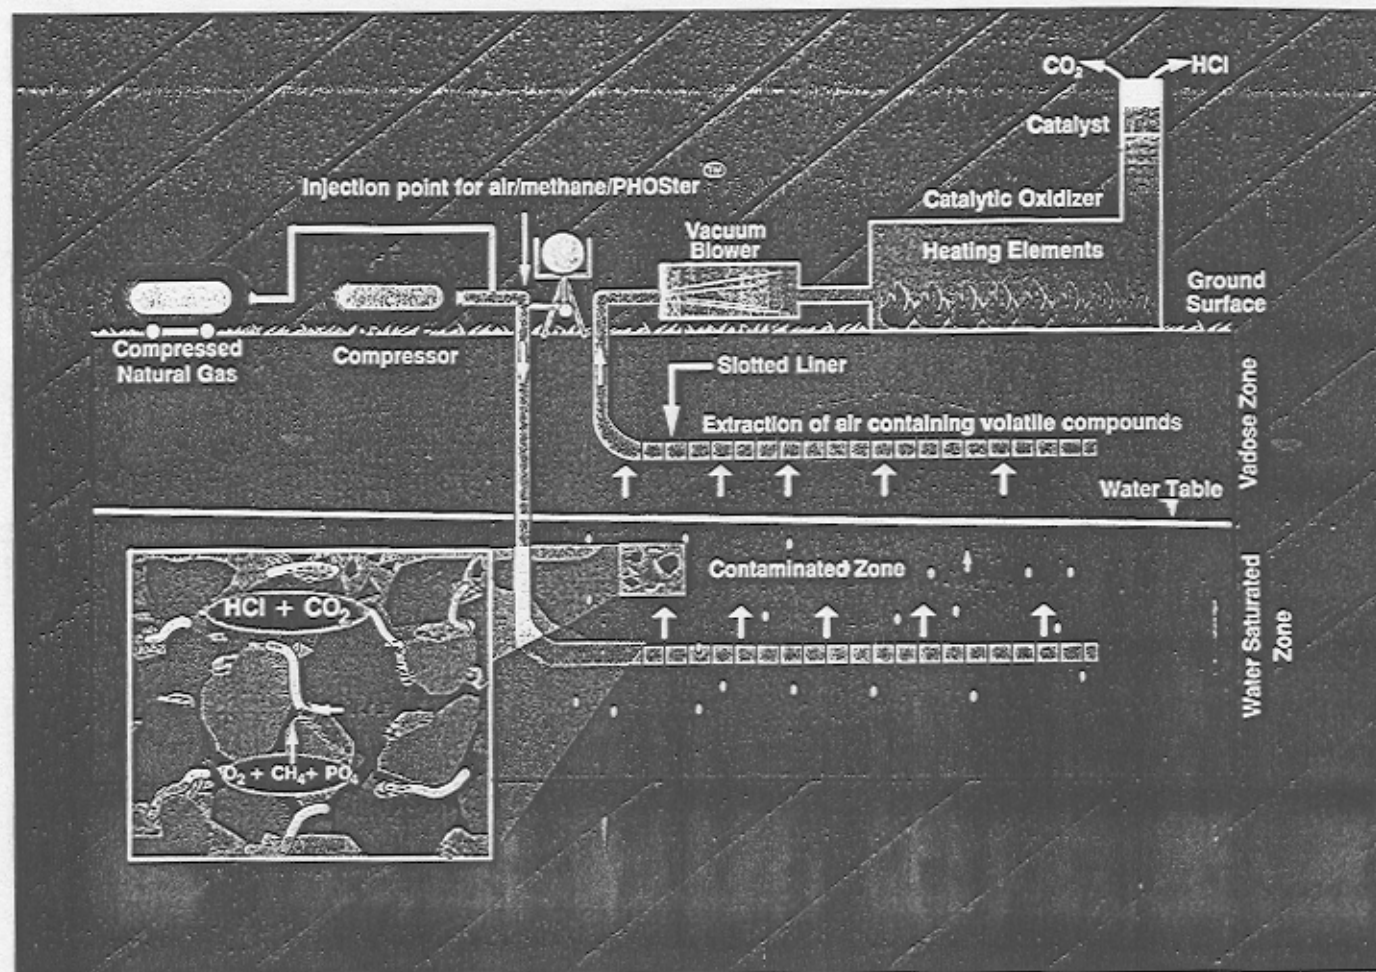 CO₂
HCl
Catalyst
Injection point for air/methane/PHOSter™
Catalytic Oxidizer
Vacuum
Blower
Heating Elements
Ground
Surface
Compressed
Natural Gas
Compressor
Slotted Liner
Extraction of air containing volatile compounds
Vadose Zone
Water Table
Contaminated Zone
HCl + CO₂
O₂ + CH₄ + PO₄
Water Saturated
Zone